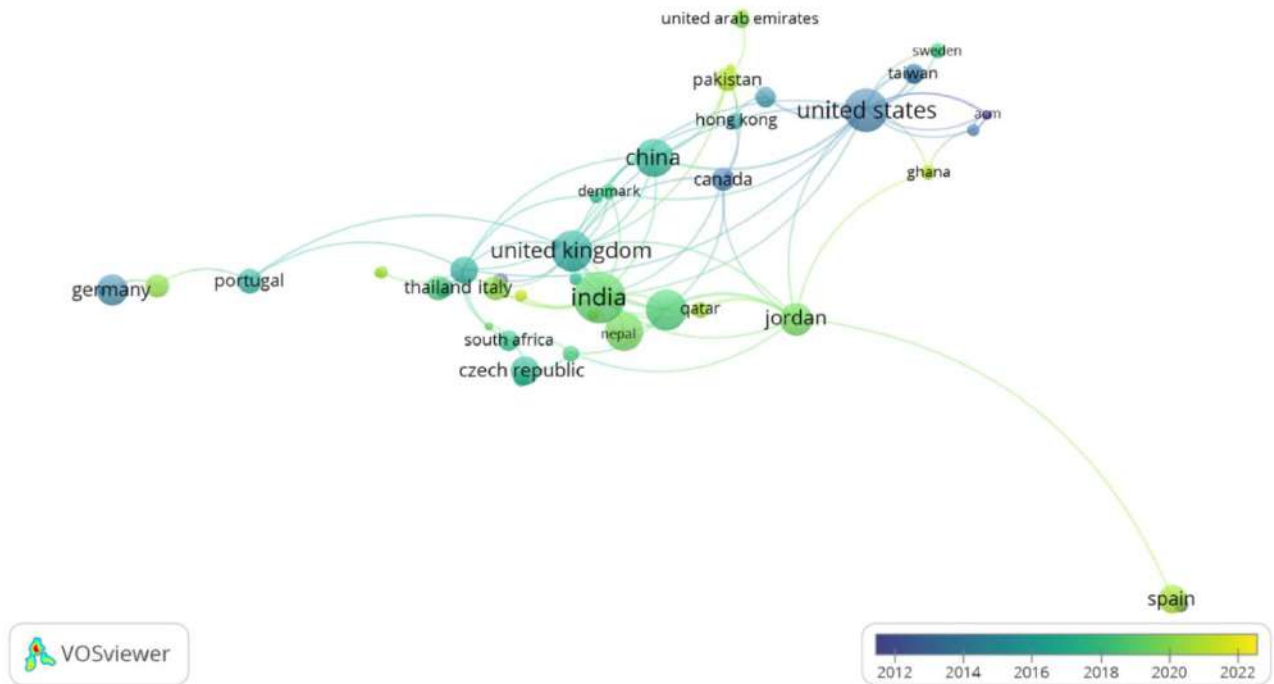 united arab emirates
sweden
pakistan
taiwan
united states
hong kong
china
ghana
canada
denmark
united kingdom
germany
portugal
thailand italy
india
qatar
jordan
nepal
south africa
czech republic
spain
VOSviewer
2012 2014 2016 2018 2020 2022